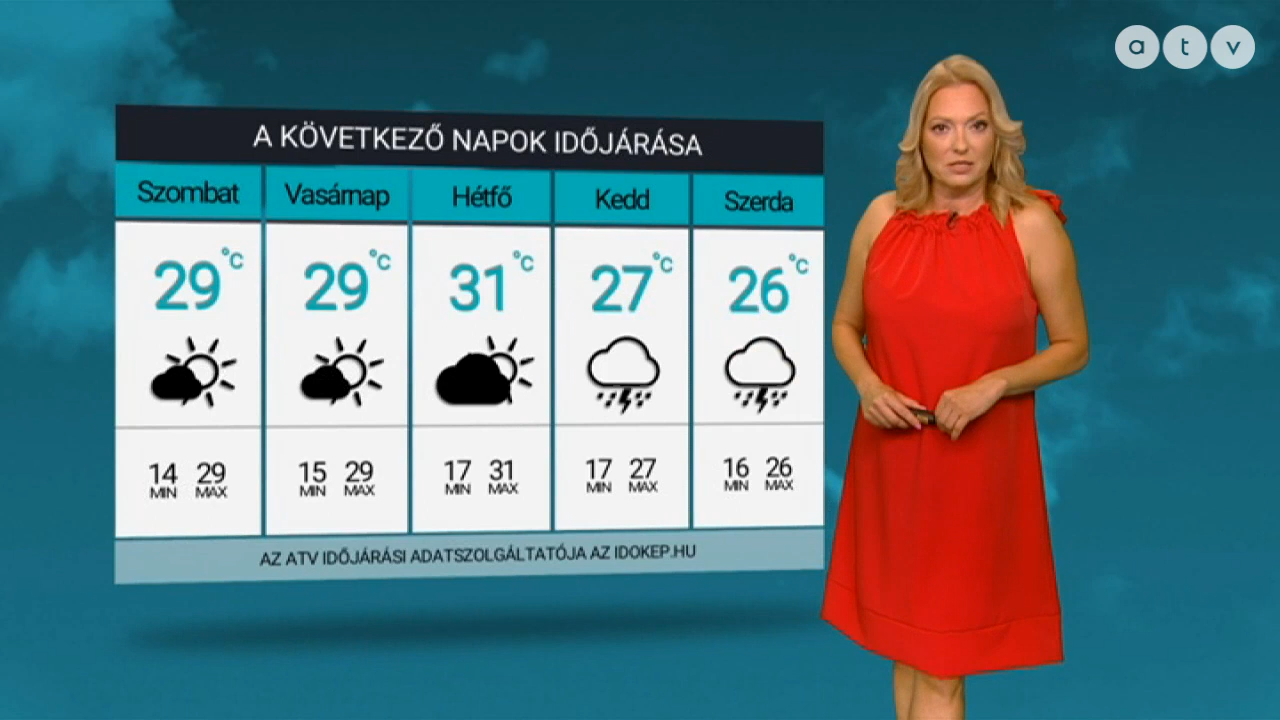 a t v
A KÖVETKEZŐ NAPOK IDŐJÁRÁSA
Szombat Vasárnap Hétfő Kedd Szerda
29 °C 29 °C 31 °C 27 °C 26 °C
14 29 15 29 17 31 17 27 16 26
MIN MAX MIN MAX MIN MAX MIN MAX MIN MAX
AZ ATV IDŐJÁRÁSI ADATSZOLGÁLTATÓJA AZ IDOKEP.HU